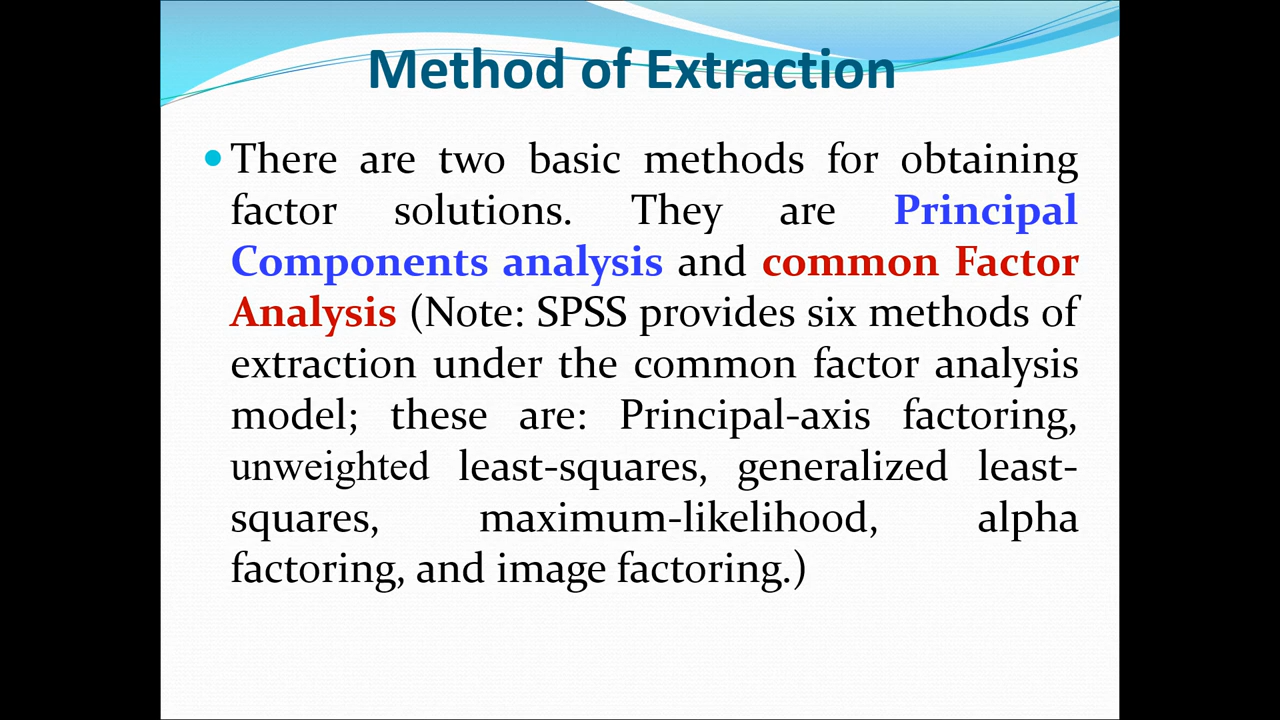 Method of Extraction
• There are two basic methods for obtaining
factor solutions. They are Principal
Components analysis and common Factor
Analysis (Note: SPSS provides six methods of
extraction under the common factor analysis
model; these are: Principal-axis factoring,
unweighted least-squares, generalized least-
squares, maximum-likelihood, alpha
factoring, and image factoring.)